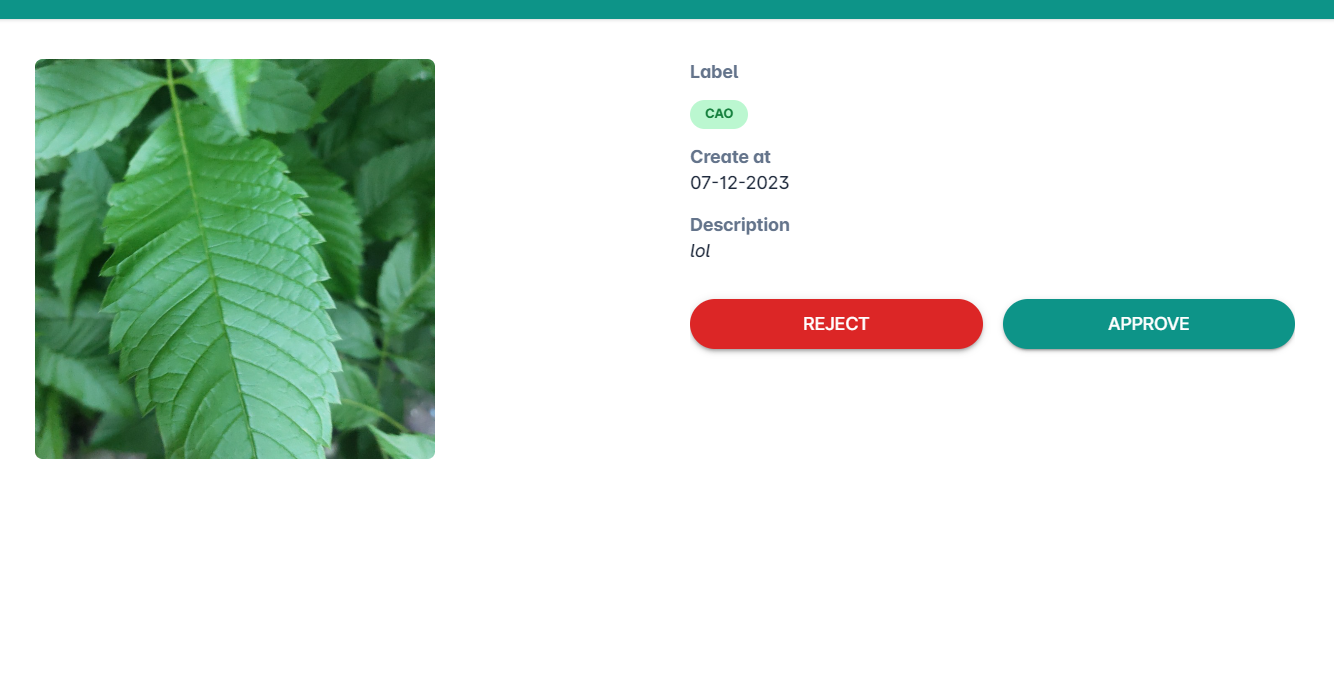 Label
CAO
Create at
07-12-2023
Description
lol
REJECT
APPROVE